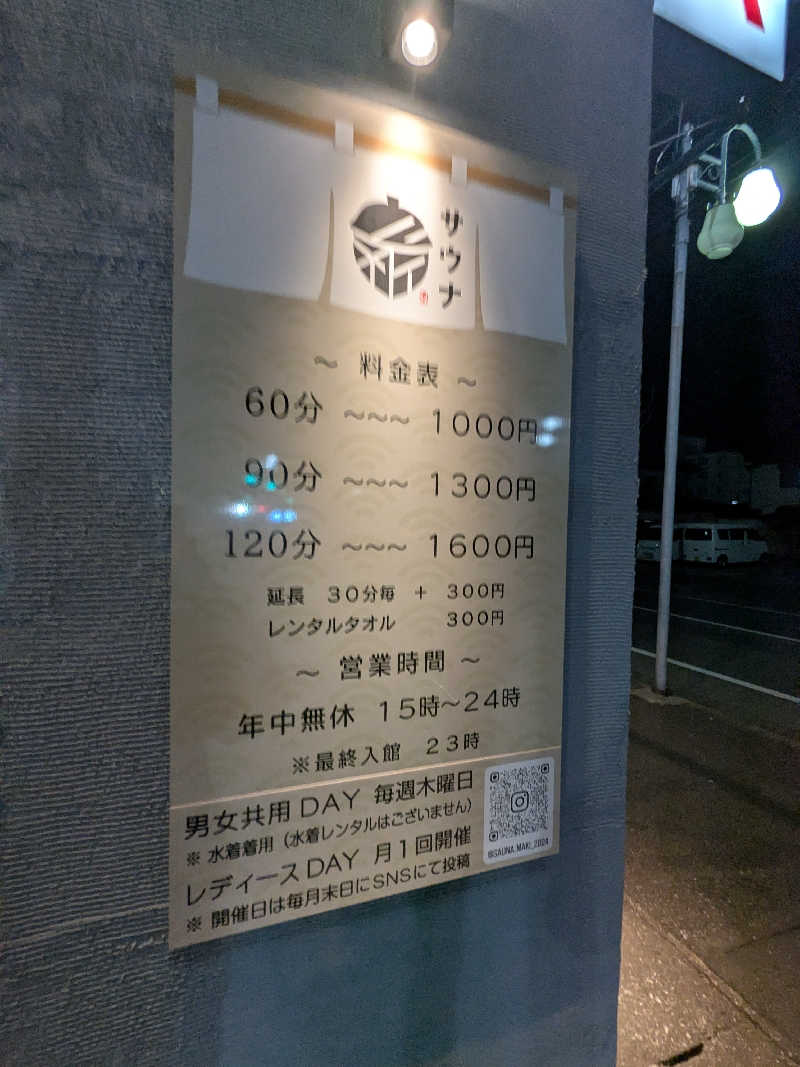 サウナ
～ 料金表 ～
60分 ～～～ 1000円
90分 ～～～ 1300円
120分 ～～～ 1600円
延長 30分毎 ＋ 300円
レンタルタオル 300円
～ 営業時間 ～
年中無休 15時～24時
※最終入館 23時
男女共用 DAY 毎週木曜日
※ 水着着用（水着レンタルはございません）
レディースDAY 月1回開催
※ 開催日は毎月末日にSNSにて投稿
@SAUNA.MAKI_2024